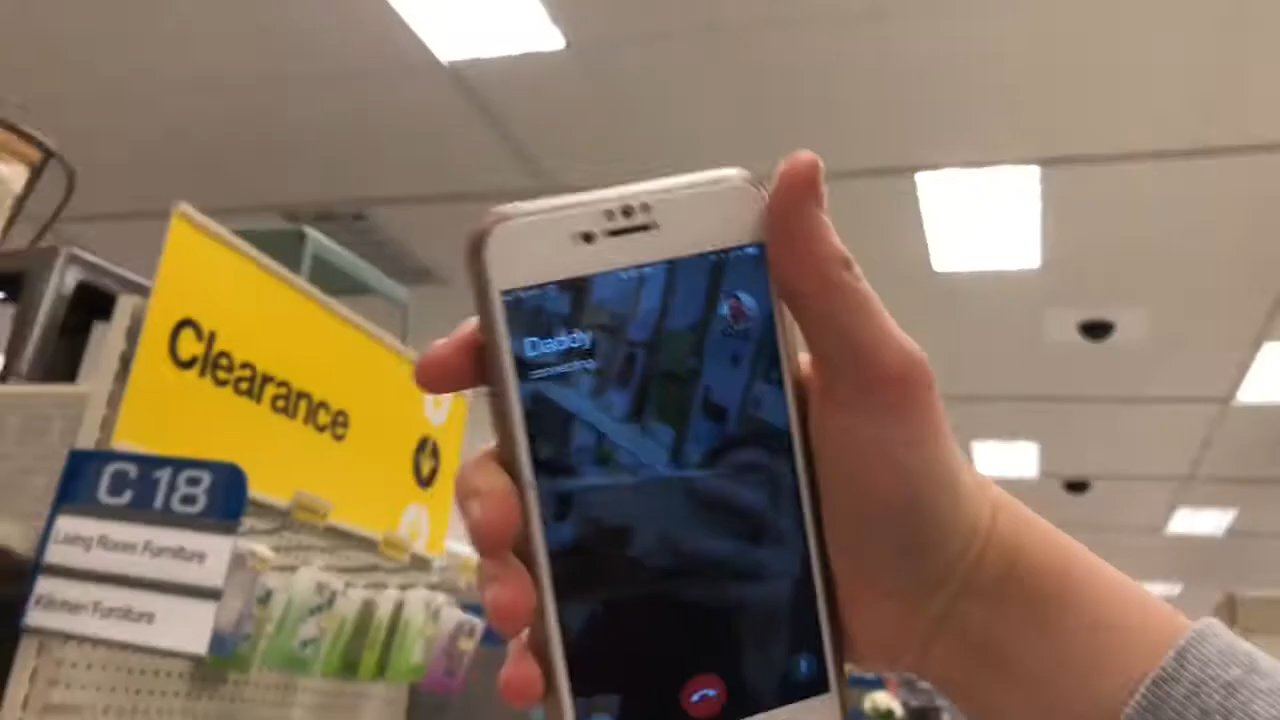 Clearance
C 18
Living Room Furniture
Kitchen Furniture
Daddy